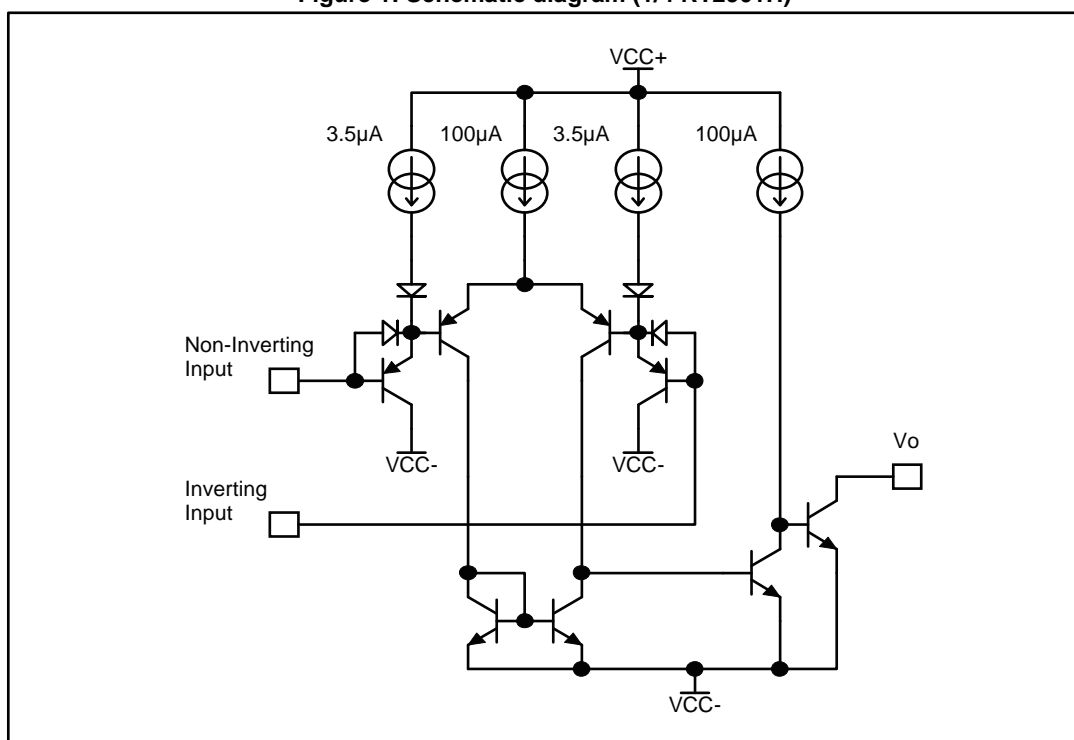 VCC+
3.5µA 100µA 3.5µA 100µA
Non-Inverting
Input
VCC- VCC-
Vo
Inverting
Input
VCC-